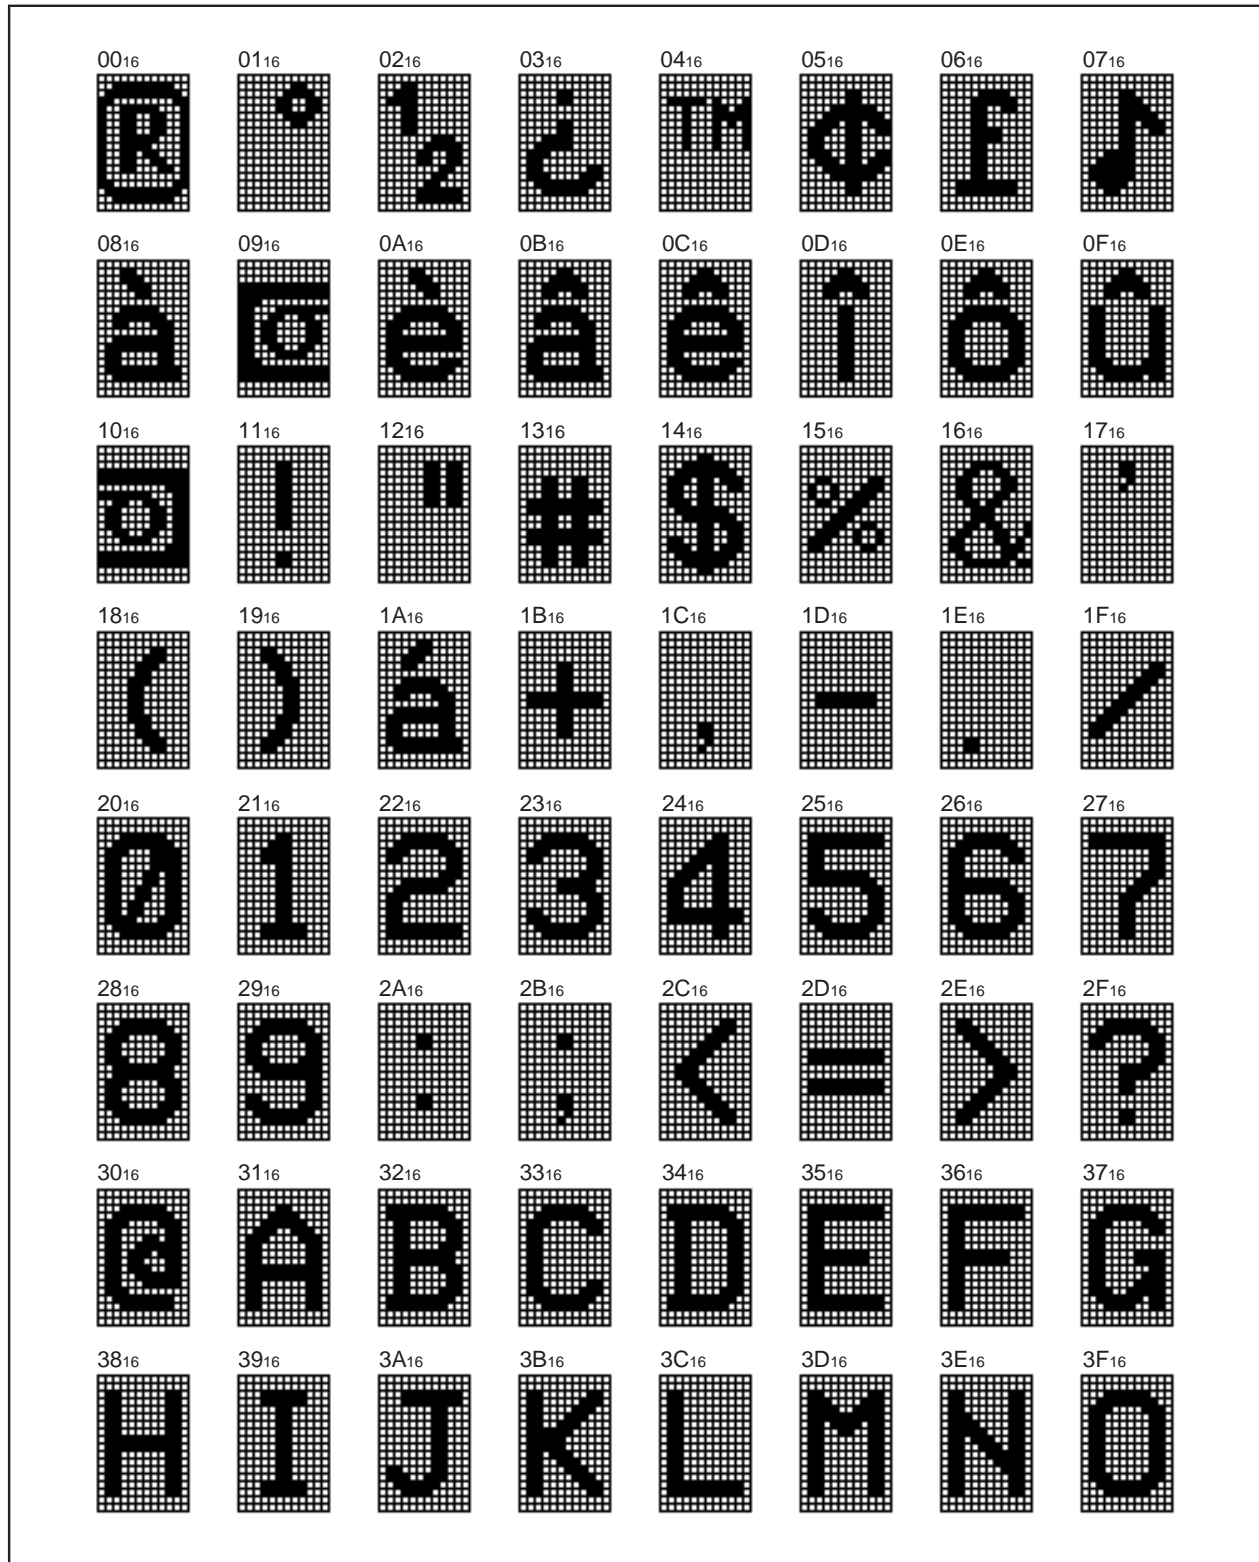 00₁₆ 01₁₆ 02₁₆ 03₁₆ 04₁₆ 05₁₆ 06₁₆ 07₁₆
® ° ½ ¿ ™ ¢ £ ♪
08₁₆ 09₁₆ 0A₁₆ 0B₁₆ 0C₁₆ 0D₁₆ 0E₁₆ 0F₁₆
à è â ê î ô û
10₁₆ 11₁₆ 12₁₆ 13₁₆ 14₁₆ 15₁₆ 16₁₆ 17₁₆
! " # $ % & '
18₁₆ 19₁₆ 1A₁₆ 1B₁₆ 1C₁₆ 1D₁₆ 1E₁₆ 1F₁₆
( ) á + , - . /
20₁₆ 21₁₆ 22₁₆ 23₁₆ 24₁₆ 25₁₆ 26₁₆ 27₁₆
0 1 2 3 4 5 6 7
28₁₆ 29₁₆ 2A₁₆ 2B₁₆ 2C₁₆ 2D₁₆ 2E₁₆ 2F₁₆
8 9 : ; < = > ?
30₁₆ 31₁₆ 32₁₆ 33₁₆ 34₁₆ 35₁₆ 36₁₆ 37₁₆
@ A B C D E F G
38₁₆ 39₁₆ 3A₁₆ 3B₁₆ 3C₁₆ 3D₁₆ 3E₁₆ 3F₁₆
H I J K L M N O